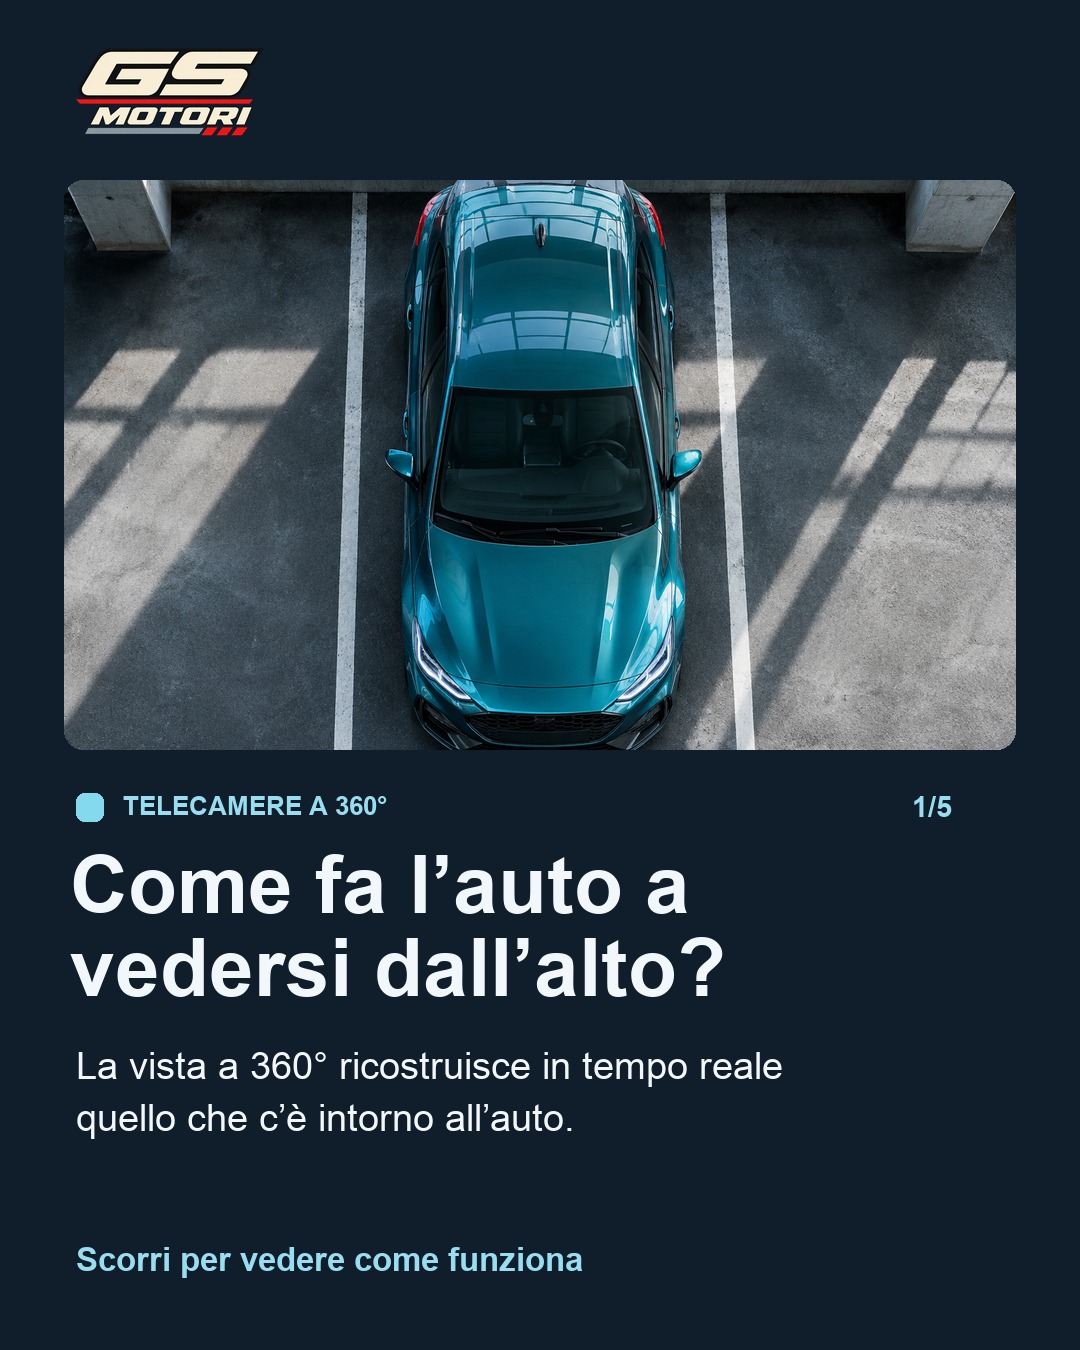 GS
MOTORI
TELECAMERE A 360°
1/5
Come fa l’auto a
vedersi dall’alto?
La vista a 360° ricostruisce in tempo reale
quello che c’è intorno all’auto.
Scorri per vedere come funziona